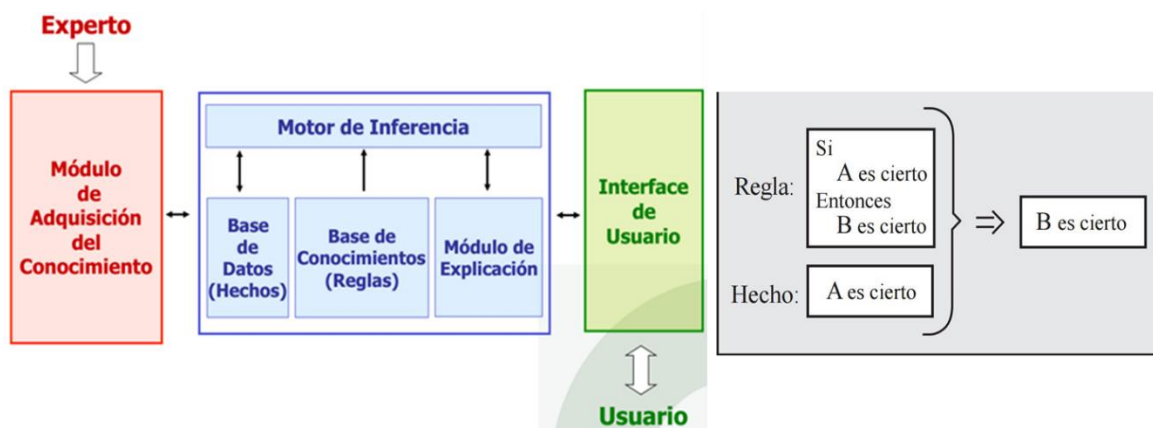 Experto
Módulo
de
Adquisición
del
Conocimiento
Motor de Inferencia
Base
de
Datos
(Hechos)
Base de
Conocimientos
(Reglas)
Módulo de
Explicación
Interface
de
Usuario
Usuario
Regla:
Si
A es cierto
Entonces
B es cierto
Hecho:
A es cierto
⇒
B es cierto